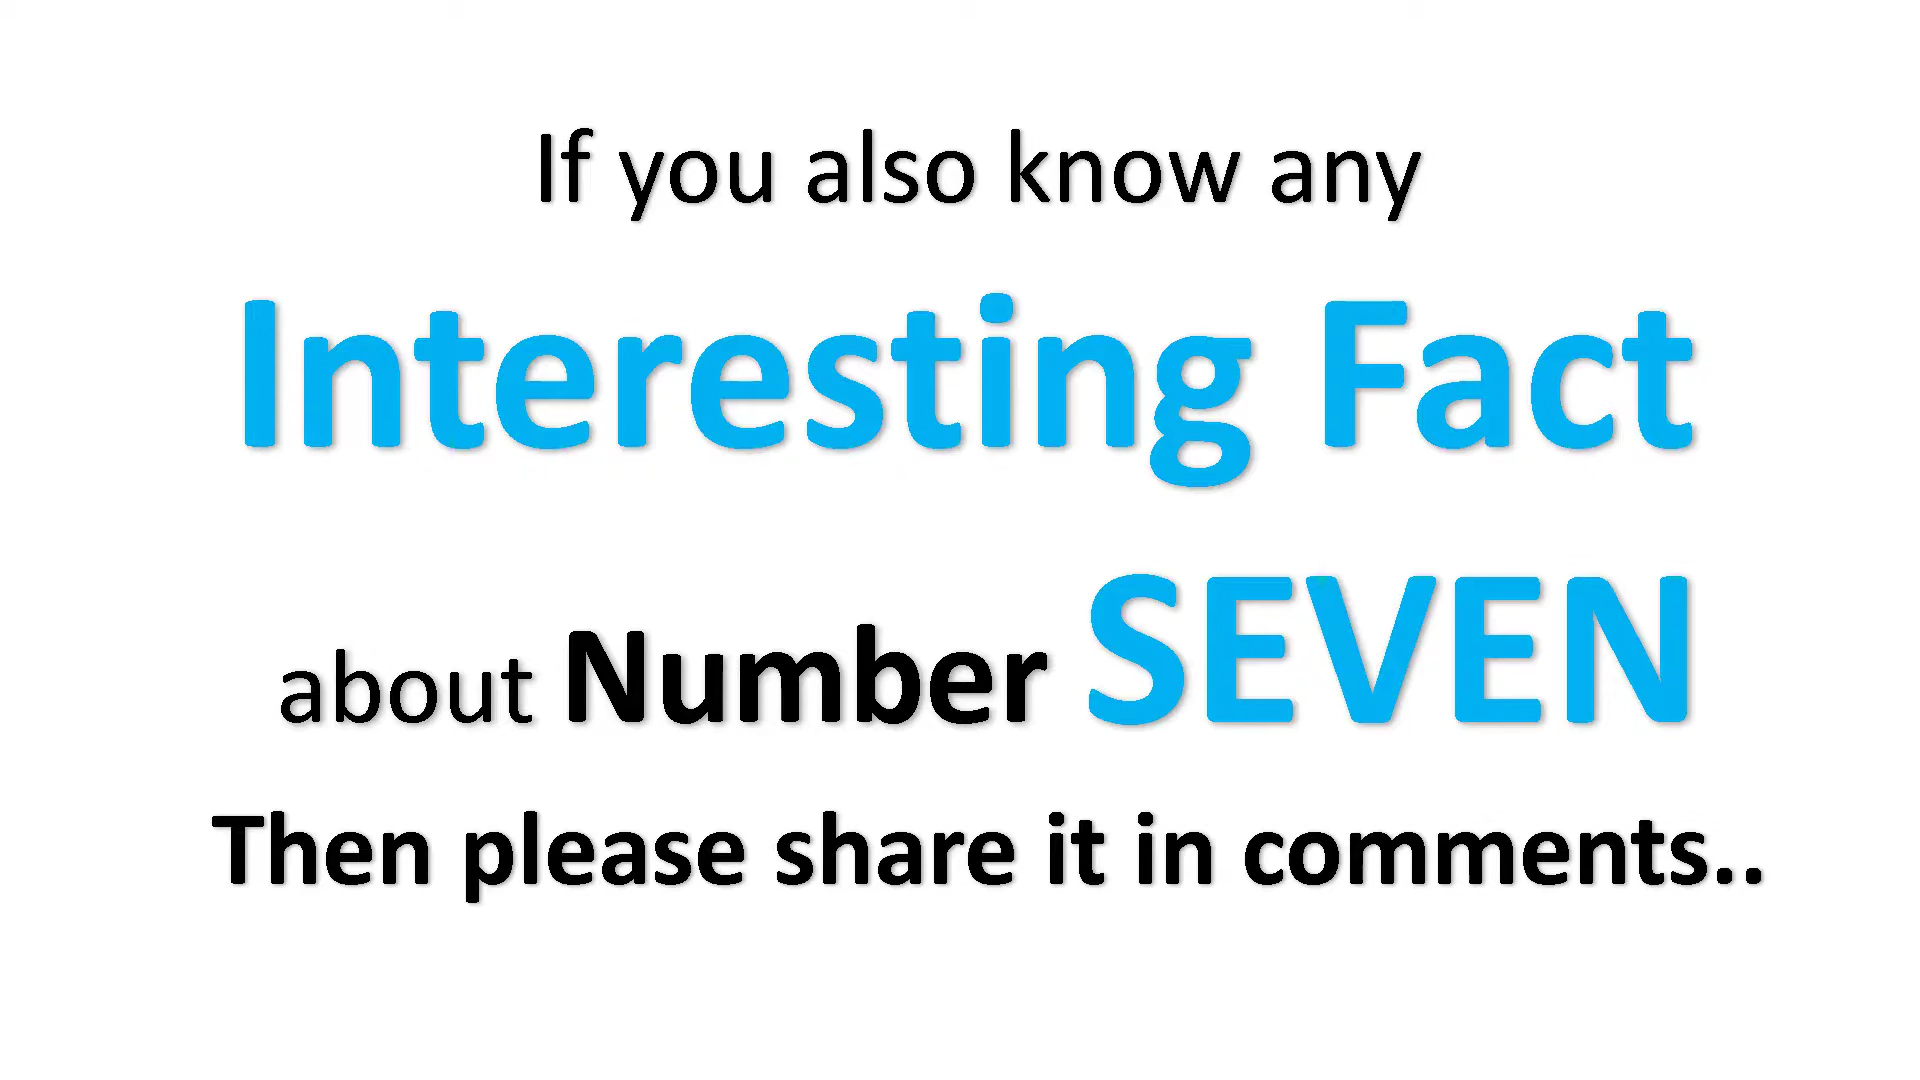 If you also know any
Interesting Fact
about Number SEVEN
Then please share it in comments..